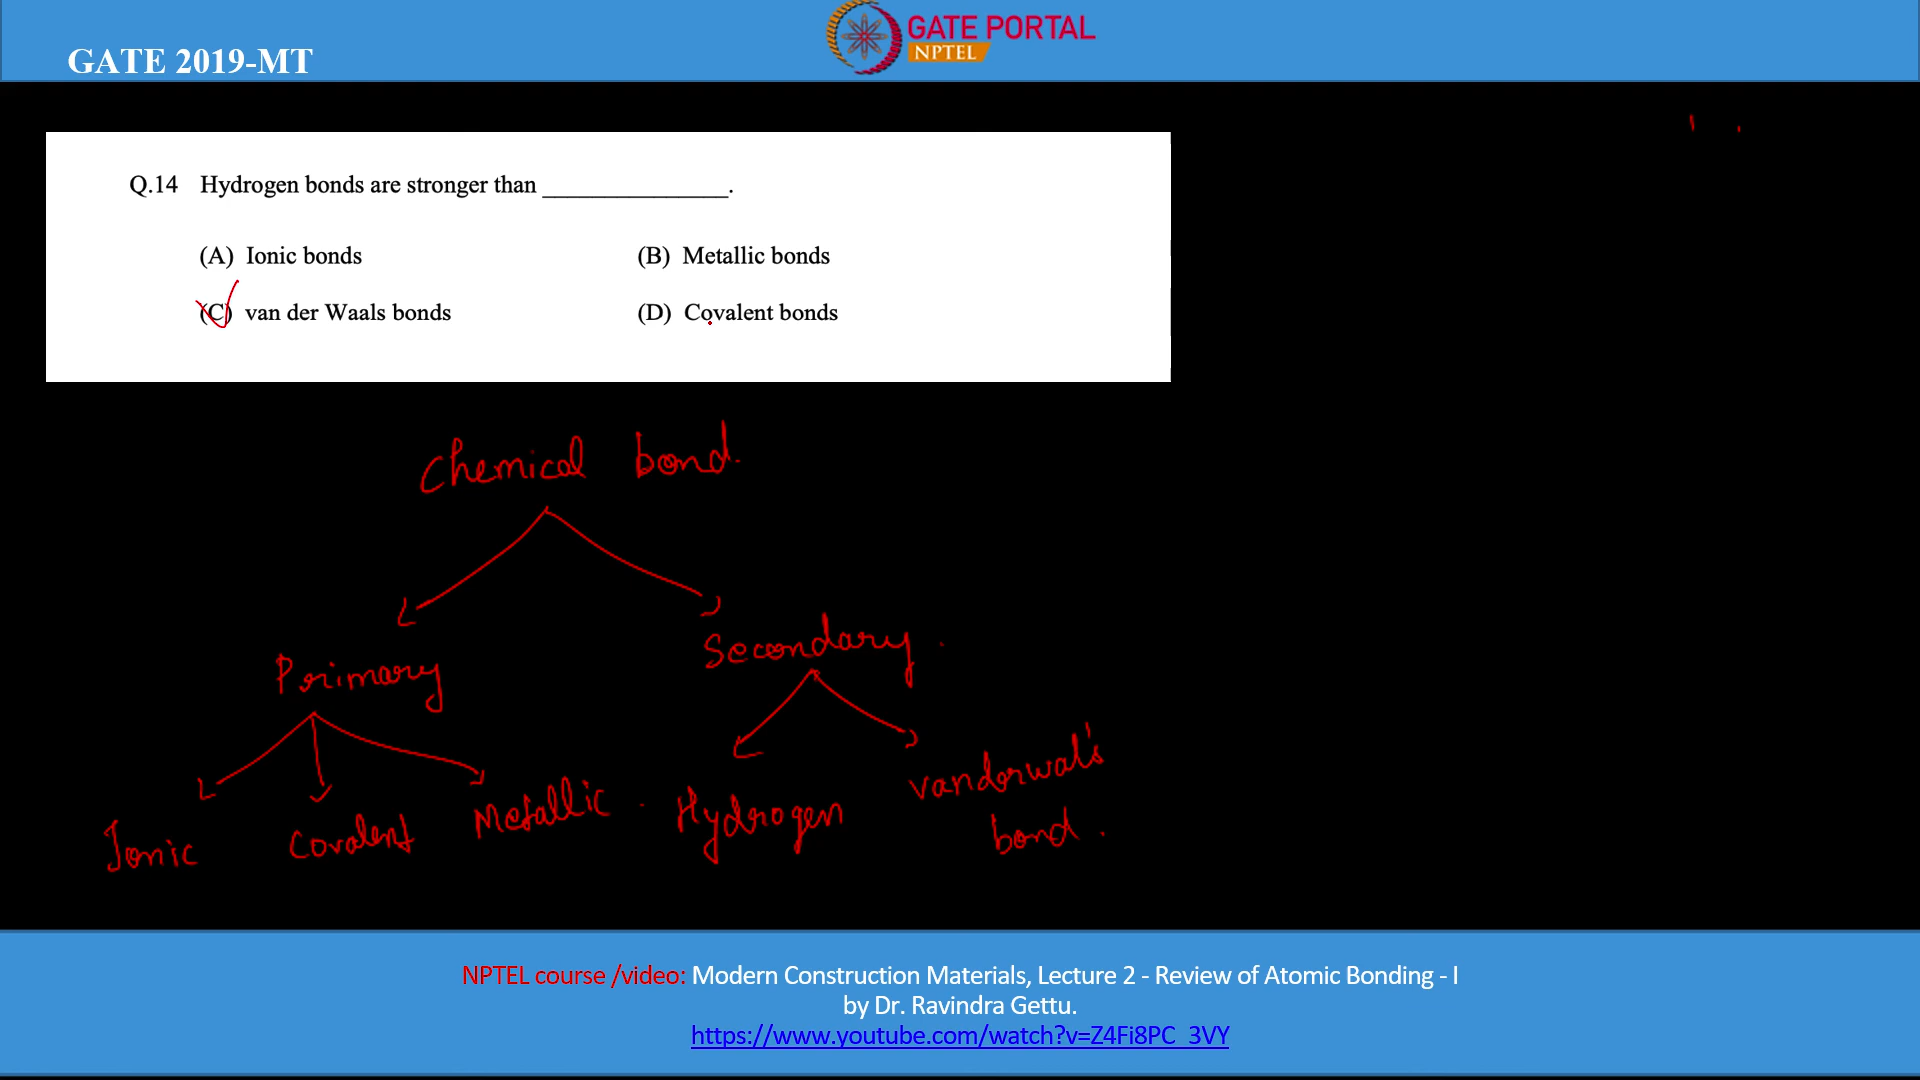 GATE 2019-MT
GATE PORTAL
NPTEL
Q.14 Hydrogen bonds are stronger than _______________.
(A) Ionic bonds (B) Metallic bonds
(C) van der Waals bonds (D) Covalent bonds
Chemical bond.
Primary Secondary.
Ionic Covalent Metallic. Hydrogen vanderwal's
bond.
NPTEL course /video: Modern Construction Materials, Lecture 2 - Review of Atomic Bonding - I
by Dr. Ravindra Gettu.
https://www.youtube.com/watch?v=Z4Fi8PC_3VY